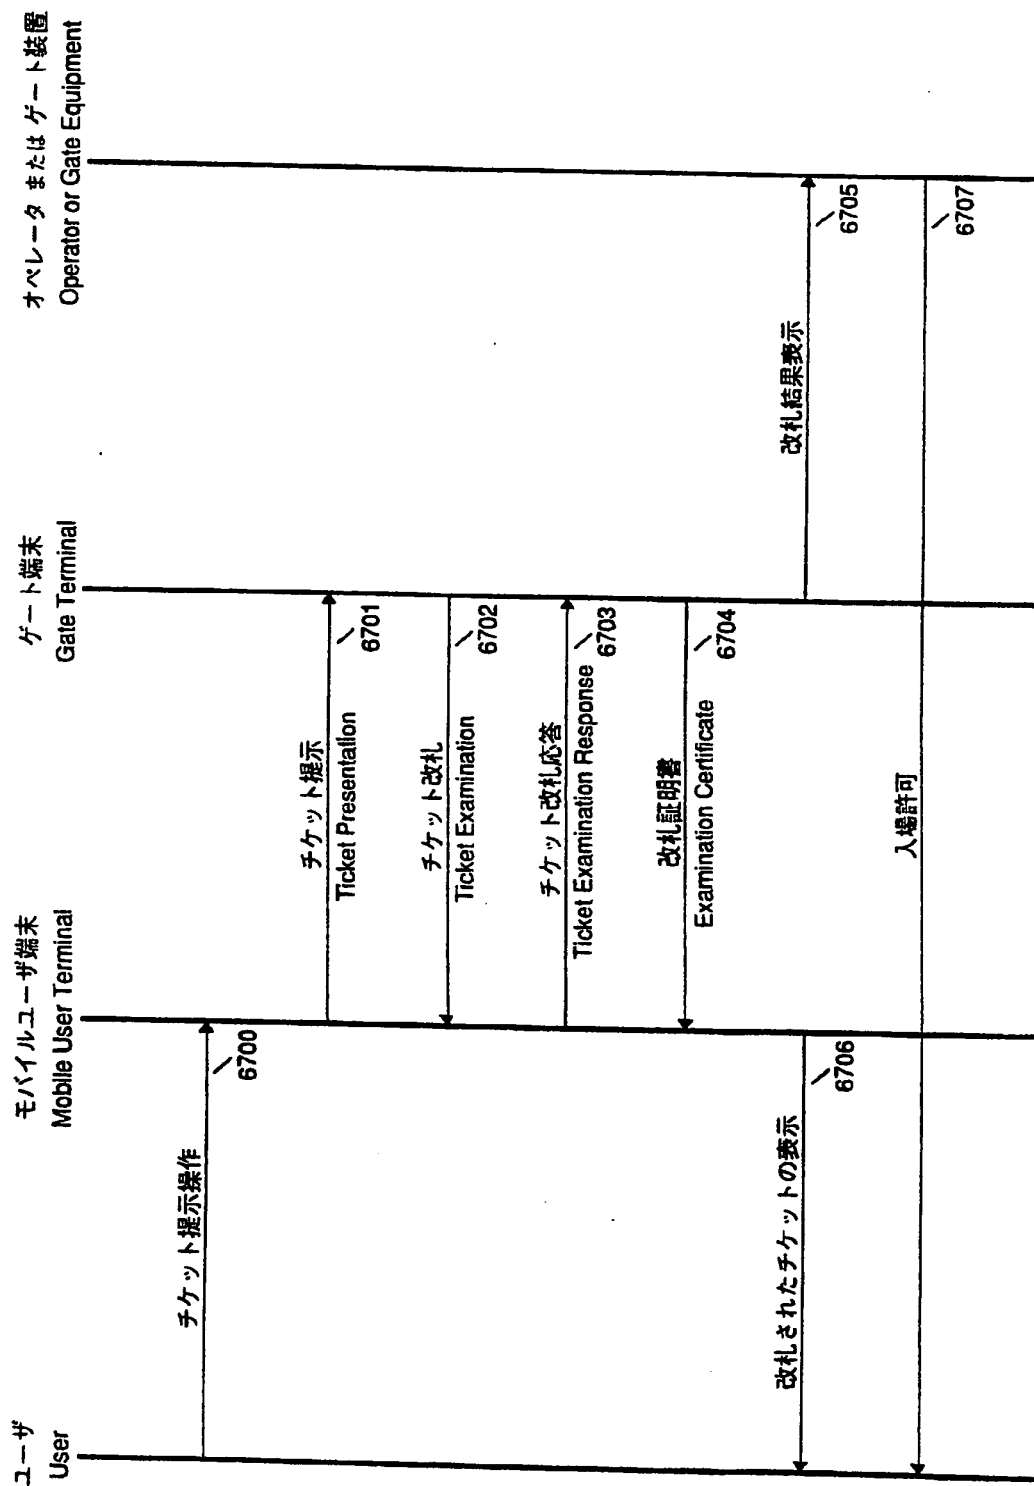 ユーザ
User
モバイルユーザ端末
Mobile User Terminal
ゲート端末
Gate Terminal
オペレータ または ゲート装置
Operator or Gate Equipment
チケット提示操作
6700
チケット提示
Ticket Presentation
6701
チケット改札
Ticket Examination
6702
チケット改札応答
Ticket Examination Response
6703
改札証明書
Examination Certificate
6704
改札結果表示
6705
改札されたチケットの表示
6706
入場許可
6707